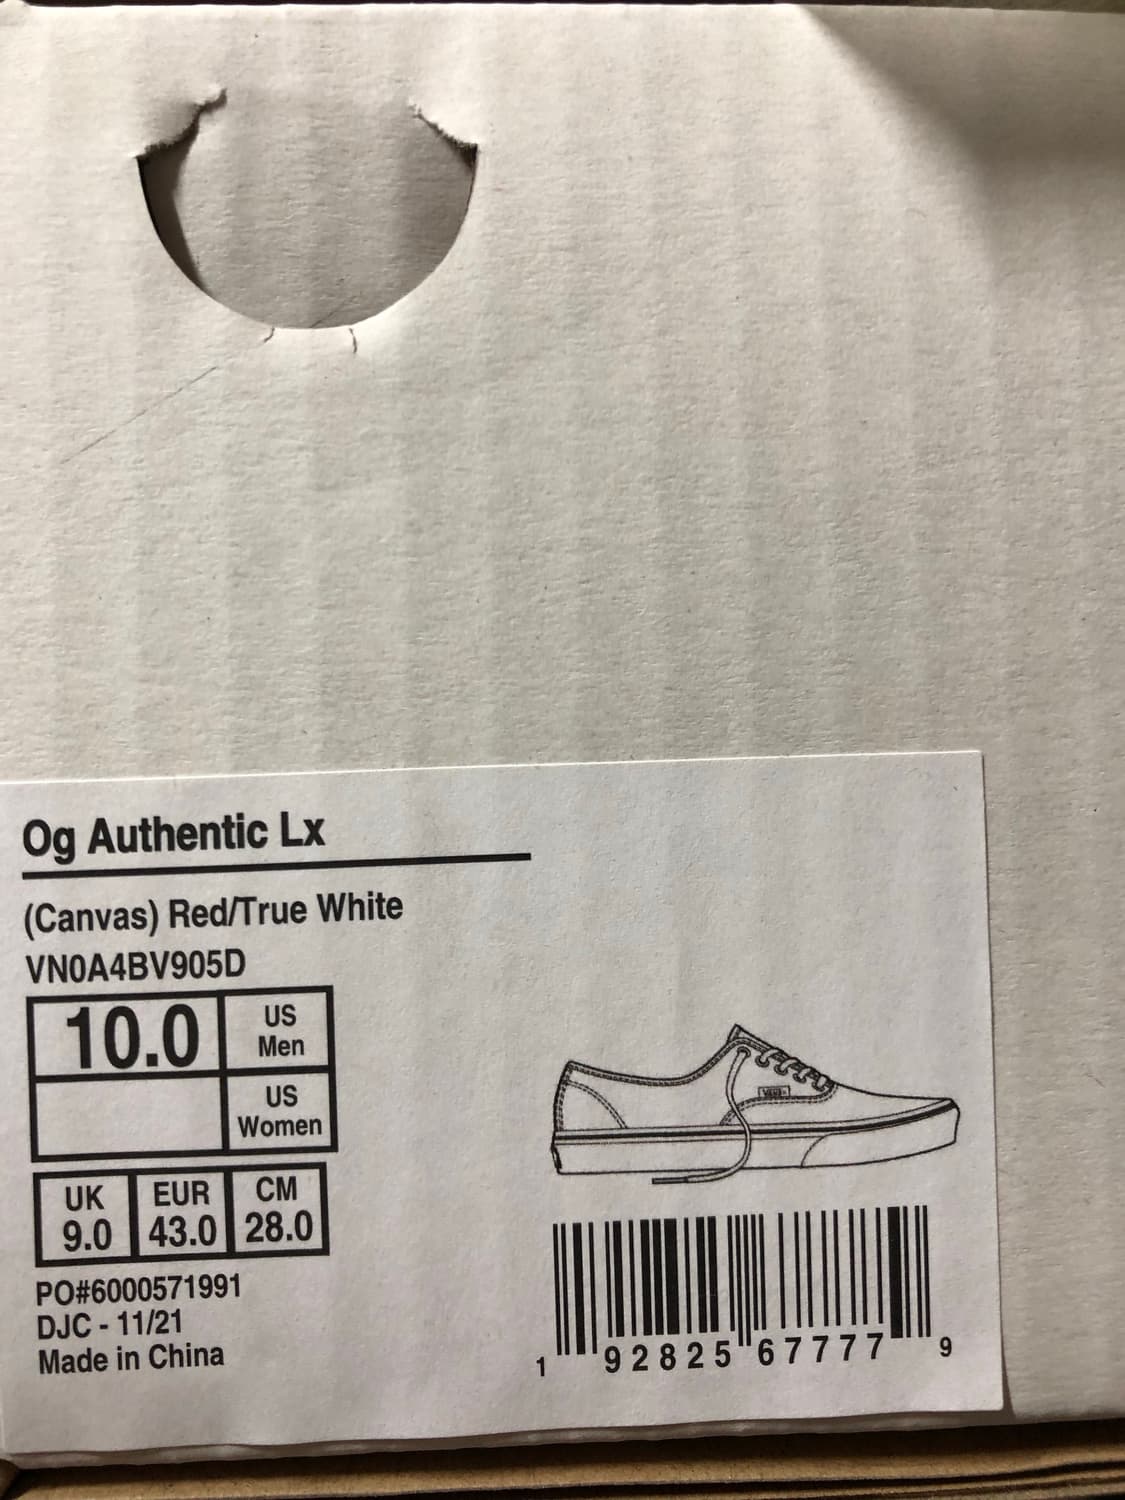 Og Authentic Lx
(Canvas) Red/True White
VN0A4BV905D
10.0
US
Men
US
Women
UK
9.0
EUR
43.0
CM
28.0
PO#6000571991
DJC - 11/21
Made in China
VANS
1 92825 67777 9